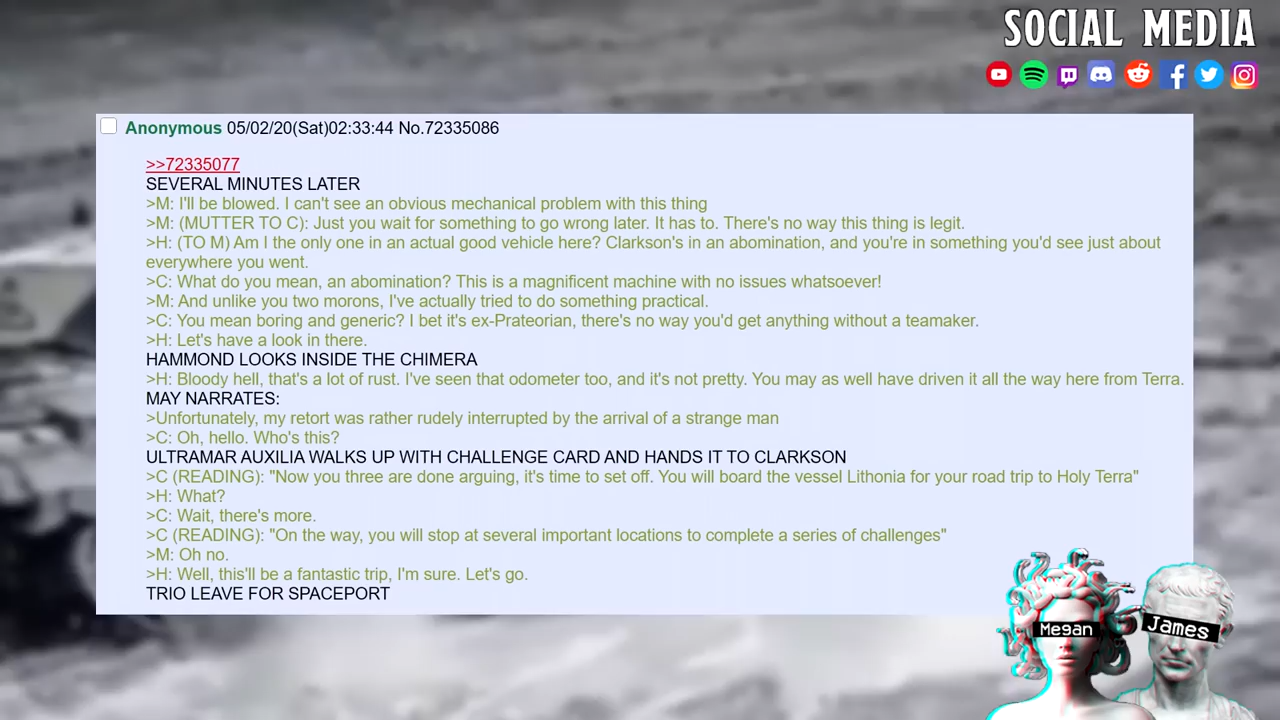 SOCIAL MEDIA
Anonymous 05/02/20(Sat)02:33:44 No.72335086
>>72335077
SEVERAL MINUTES LATER
>M: I'll be blowed. I can't see an obvious mechanical problem with this thing
>M: (MUTTER TO C): Just you wait for something to go wrong later. It has to. There's no way this thing is legit.
>H: (TO M) Am I the only one in an actual good vehicle here? Clarkson's in an abomination, and you're in something you'd see just about
everywhere you went.
>C: What do you mean, an abomination? This is a magnificent machine with no issues whatsoever!
>M: And unlike you two morons, I've actually tried to do something practical.
>C: You mean boring and generic? I bet it's ex-Prateorian, there's no way you'd get anything without a teamaker.
>H: Let's have a look in there.
HAMMOND LOOKS INSIDE THE CHIMERA
>H: Bloody hell, that's a lot of rust. I've seen that odometer too, and it's not pretty. You may as well have driven it all the way here from Terra.
MAY NARRATES:
>Unfortunately, my retort was rather rudely interrupted by the arrival of a strange man
>C: Oh, hello. Who's this?
ULTRAMAR AUXILIA WALKS UP WITH CHALLENGE CARD AND HANDS IT TO CLARKSON
>C (READING): "Now you three are done arguing, it's time to set off. You will board the vessel Lithonia for your road trip to Holy Terra"
>H: What?
>C: Wait, there's more.
>C (READING): "On the way, you will stop at several important locations to complete a series of challenges"
>M: Oh no.
>H: Well, this'll be a fantastic trip, I'm sure. Let's go.
TRIO LEAVE FOR SPACEPORT
Megan
James